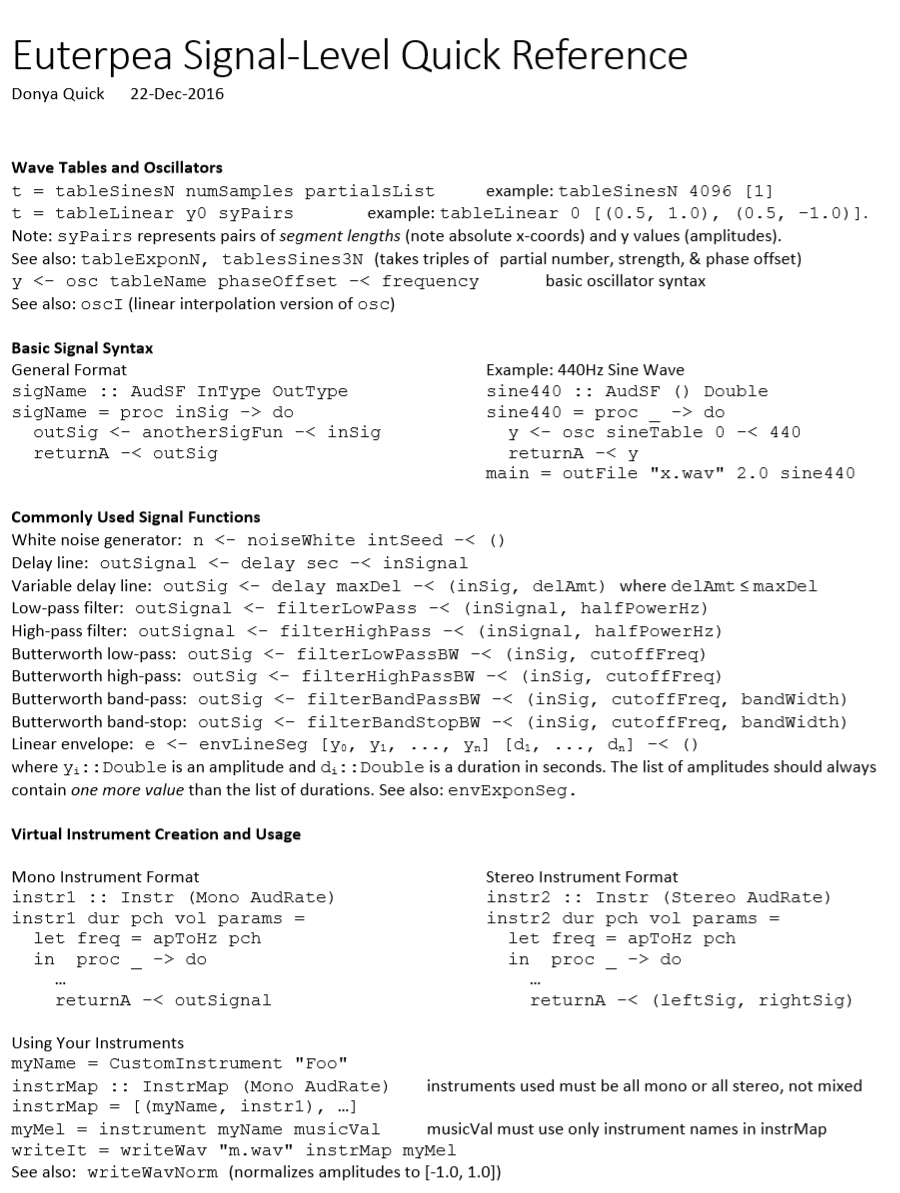 Euterpea Signal-Level Quick Reference
Donya Quick 22-Dec-2016
Wave Tables and Oscillators
t = tableSinesN numSamples partialsList example: tableSinesN 4096 [1]
t = tableLinear y0 syPairs example: tableLinear 0 [(0.5, 1.0), (0.5, -1.0)].
Note: syPairs represents pairs of segment lengths (note absolute x-coords) and y values (amplitudes).
See also: tableExponN, tablesSines3N (takes triples of partial number, strength, & phase offset)
y <- osc tableName phaseOffset -< frequency basic oscillator syntax
See also: oscI (linear interpolation version of osc)
Basic Signal Syntax
General Format
sigName :: AudSF InType OutType
sigName = proc inSig -> do
outSig <- anotherSigFun -< inSig
returnA -< outSig
Example: 440Hz Sine Wave
sine440 :: AudSF () Double
sine440 = proc _ -> do
y <- osc sineTable 0 -< 440
returnA -< y
main = outFile "x.wav" 2.0 sine440
Commonly Used Signal Functions
White noise generator: n <- noiseWhite intSeed -< ()
Delay line: outSignal <- delay sec -< inSignal
Variable delay line: outSig <- delay maxDel -< (inSig, delAmt) where delAmt ≤ maxDel
Low-pass filter: outSignal <- filterLowPass -< (inSignal, halfPowerHz)
High-pass filter: outSignal <- filterHighPass -< (inSignal, halfPowerHz)
Butterworth low-pass: outSig <- filterLowPassBW -< (inSig, cutoffFreq)
Butterworth high-pass: outSig <- filterHighPassBW -< (inSig, cutoffFreq)
Butterworth band-pass: outSig <- filterBandPassBW -< (inSig, cutoffFreq, bandWidth)
Butterworth band-stop: outSig <- filterBandStopBW -< (inSig, cutoffFreq, bandWidth)
Linear envelope: e <- envLineSeg [y₀, y₁, ..., yₙ] [d₁, ..., dₙ] -< ()
where yᵢ::Double is an amplitude and dᵢ::Double is a duration in seconds. The list of amplitudes should always
contain one more value than the list of durations. See also: envExponSeg.
Virtual Instrument Creation and Usage
Mono Instrument Format
instr1 :: Instr (Mono AudRate)
instr1 dur pch vol params =
let freq = apToHz pch
in proc _ -> do
…
returnA -< outSignal
Stereo Instrument Format
instr2 :: Instr (Stereo AudRate)
instr2 dur pch vol params =
let freq = apToHz pch
in proc _ -> do
…
returnA -< (leftSig, rightSig)
Using Your Instruments
myName = CustomInstrument "Foo"
instrMap :: InstrMap (Mono AudRate) instruments used must be all mono or all stereo, not mixed
instrMap = [(myName, instr1), …]
myMel = instrument myName musicVal musicVal must use only instrument names in instrMap
writeIt = writeWav "m.wav" instrMap myMel
See also: writeWavNorm (normalizes amplitudes to [-1.0, 1.0])